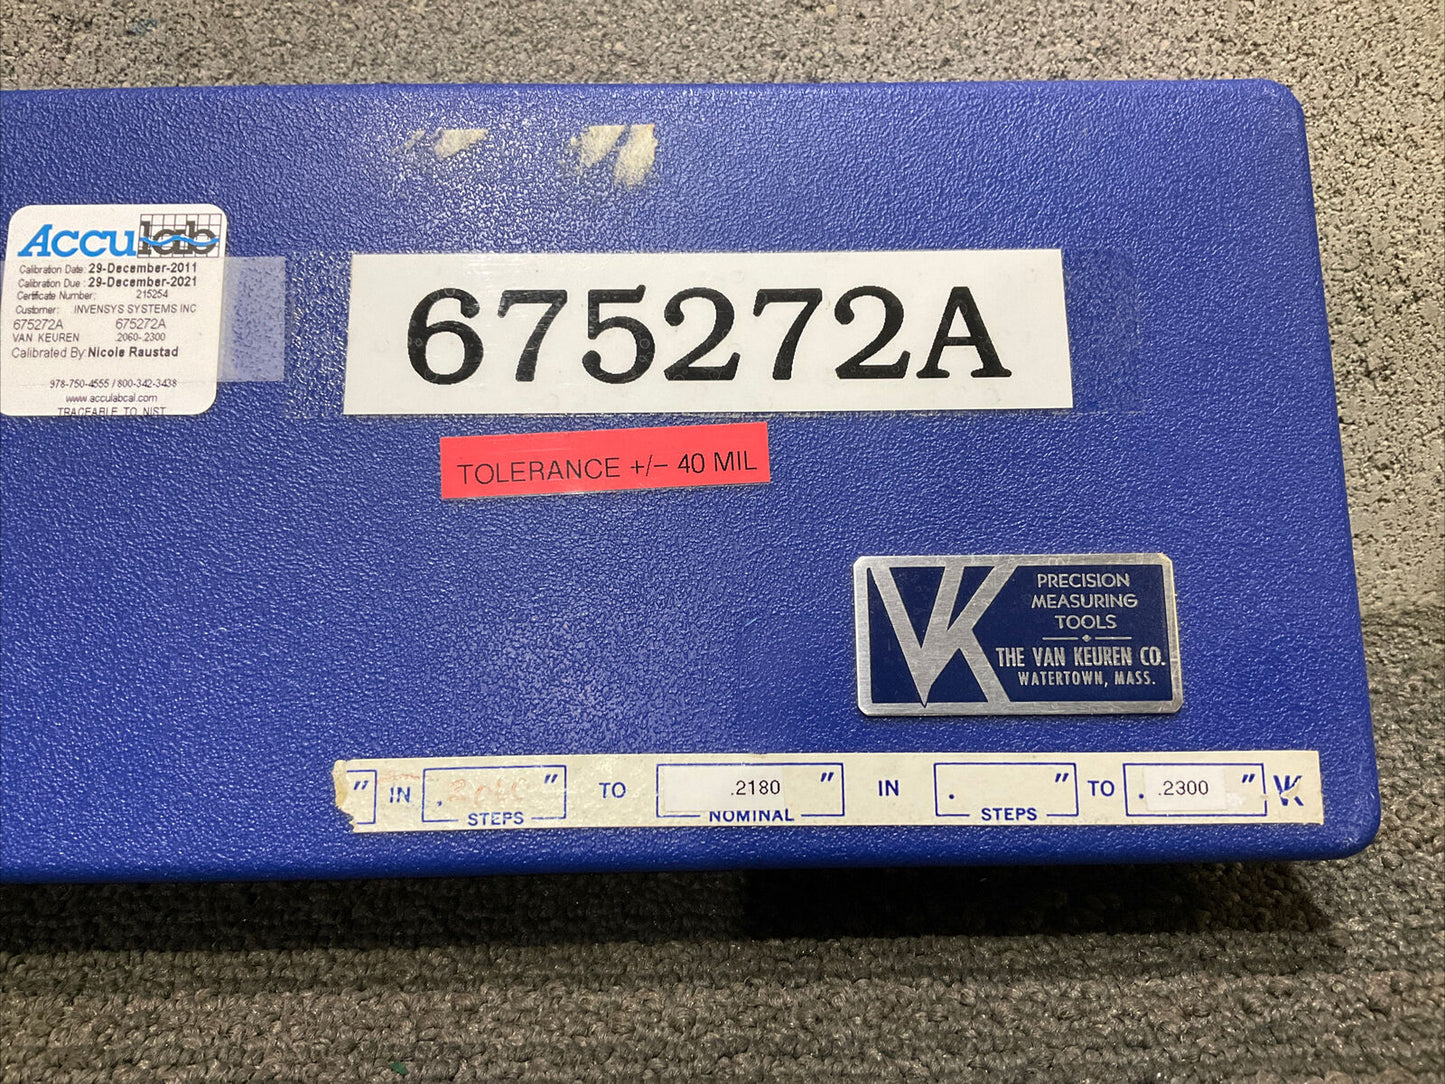 Acculab
Calibration Date: 29-December-2011
Calibration Due : 29-December-2021
Certificate Number: 215254
Customer: INVENSYS SYSTEMS INC
675272A 675272A
VAN KEUREN .2060-.2300
Calibrated By: Nicole Raustad
978-750-4555 / 800-342-3438
www.acculabcal.com
TRACEABLE TO NIST
675272A
TOLERANCE +/- 40 MIL
VK
PRECISION
MEASURING
TOOLS
THE VAN KEUREN CO.
WATERTOWN, MASS.
" IN . " TO .2180 " IN . " TO . .2300 " VK
STEPS NOMINAL STEPS